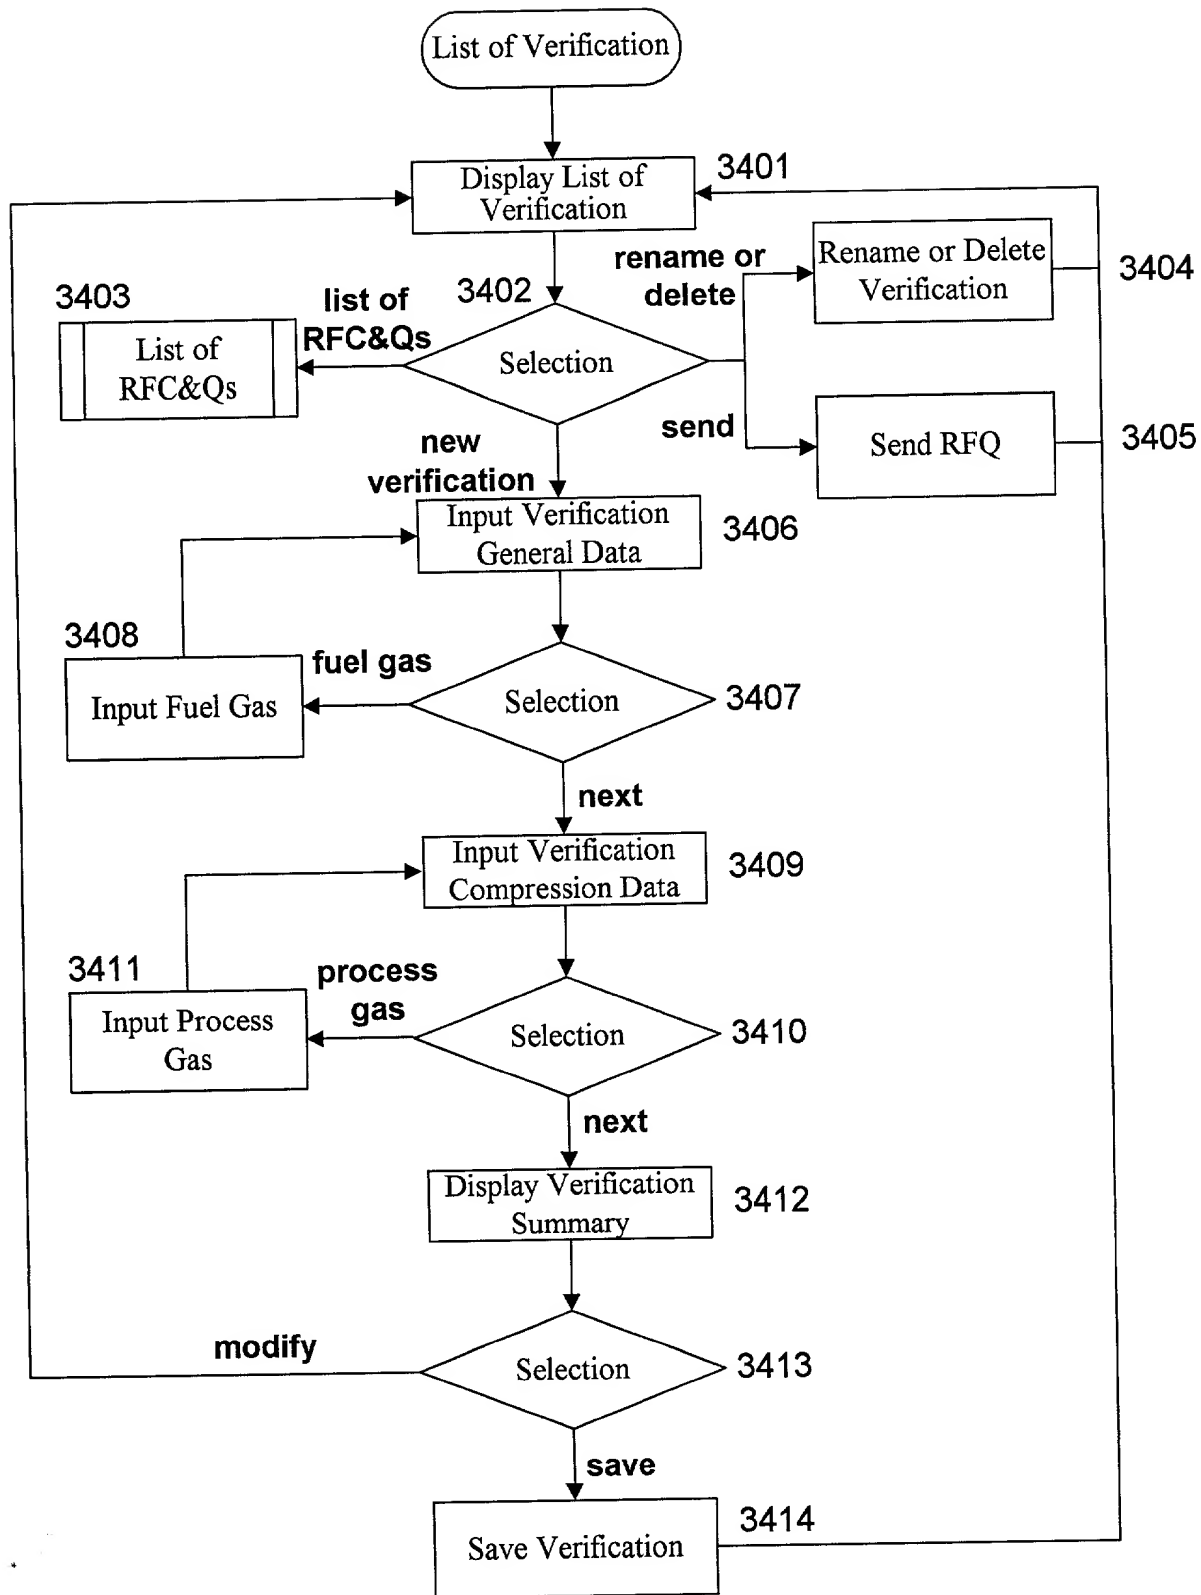 List of Verification
3401
Display List of
Verification
rename or
delete
Rename or Delete
Verification
3404
3403
list of
RFC&Qs
3402
List of
RFC&Qs
Selection
send
Send RFQ
3405
new
verification
Input Verification
General Data
3406
3408
fuel gas
Input Fuel Gas
Selection
3407
next
Input Verification
Compression Data
3409
3411
process
gas
Input Process
Gas
Selection
3410
next
Display Verification
Summary
3412
modify
Selection
3413
save
Save Verification
3414